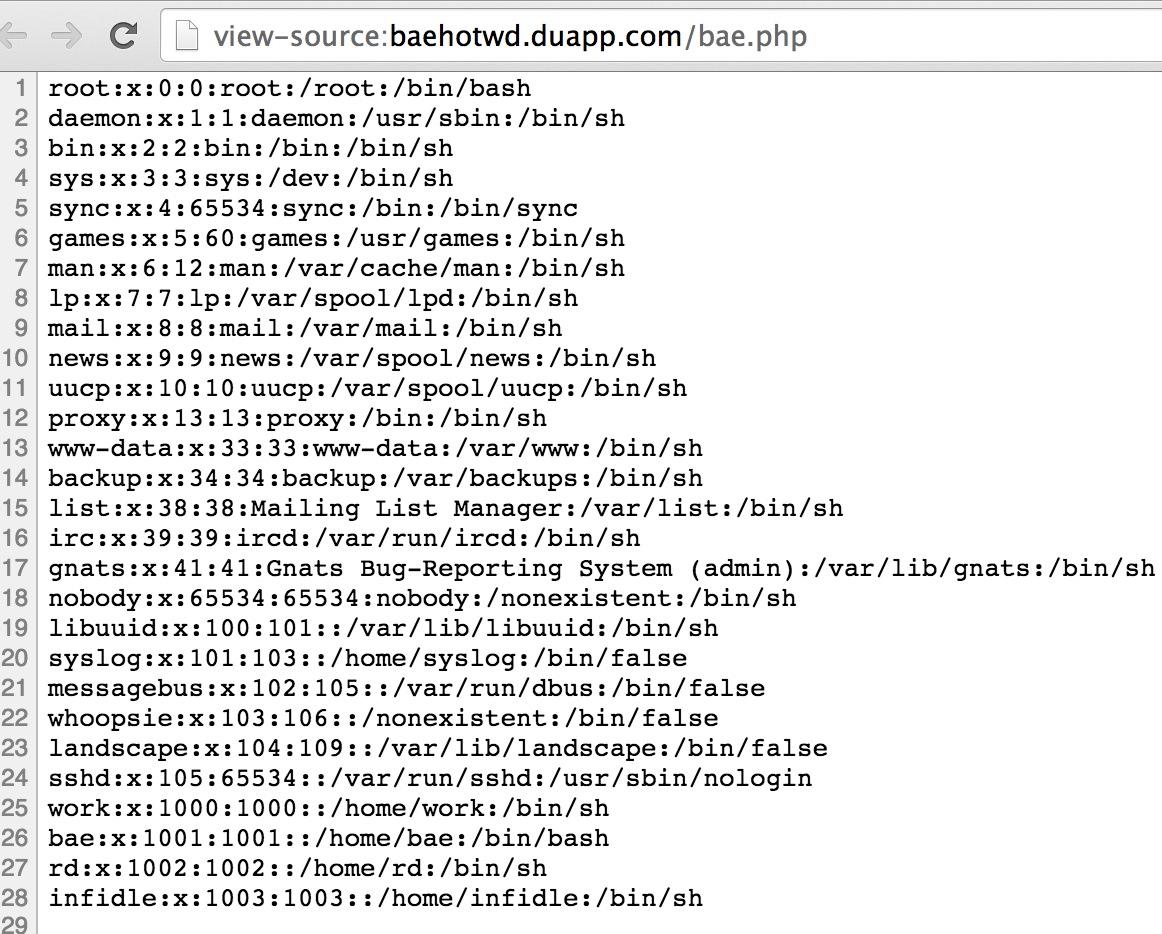 view-source:baehotwd.duapp.com/bae.php
1 root:x:0:0:root:/root:/bin/bash
2 daemon:x:1:1:daemon:/usr/sbin:/bin/sh
3 bin:x:2:2:bin:/bin:/bin/sh
4 sys:x:3:3:sys:/dev:/bin/sh
5 sync:x:4:65534:sync:/bin:/bin/sync
6 games:x:5:60:games:/usr/games:/bin/sh
7 man:x:6:12:man:/var/cache/man:/bin/sh
8 lp:x:7:7:lp:/var/spool/lpd:/bin/sh
9 mail:x:8:8:mail:/var/mail:/bin/sh
10 news:x:9:9:news:/var/spool/news:/bin/sh
11 uucp:x:10:10:uucp:/var/spool/uucp:/bin/sh
12 proxy:x:13:13:proxy:/bin:/bin/sh
13 www-data:x:33:33:www-data:/var/www:/bin/sh
14 backup:x:34:34:backup:/var/backups:/bin/sh
15 list:x:38:38:Mailing List Manager:/var/list:/bin/sh
16 irc:x:39:39:ircd:/var/run/ircd:/bin/sh
17 gnats:x:41:41:Gnats Bug-Reporting System (admin):/var/lib/gnats:/bin/sh
18 nobody:x:65534:65534:nobody:/nonexistent:/bin/sh
19 libuuid:x:100:101::/var/lib/libuuid:/bin/sh
20 syslog:x:101:103::/home/syslog:/bin/false
21 messagebus:x:102:105::/var/run/dbus:/bin/false
22 whoopsie:x:103:106::/nonexistent:/bin/false
23 landscape:x:104:109::/var/lib/landscape:/bin/false
24 sshd:x:105:65534::/var/run/sshd:/usr/sbin/nologin
25 work:x:1000:1000::/home/work:/bin/sh
26 bae:x:1001:1001::/home/bae:/bin/bash
27 rd:x:1002:1002::/home/rd:/bin/sh
28 infidle:x:1003:1003::/home/infidle:/bin/sh
29